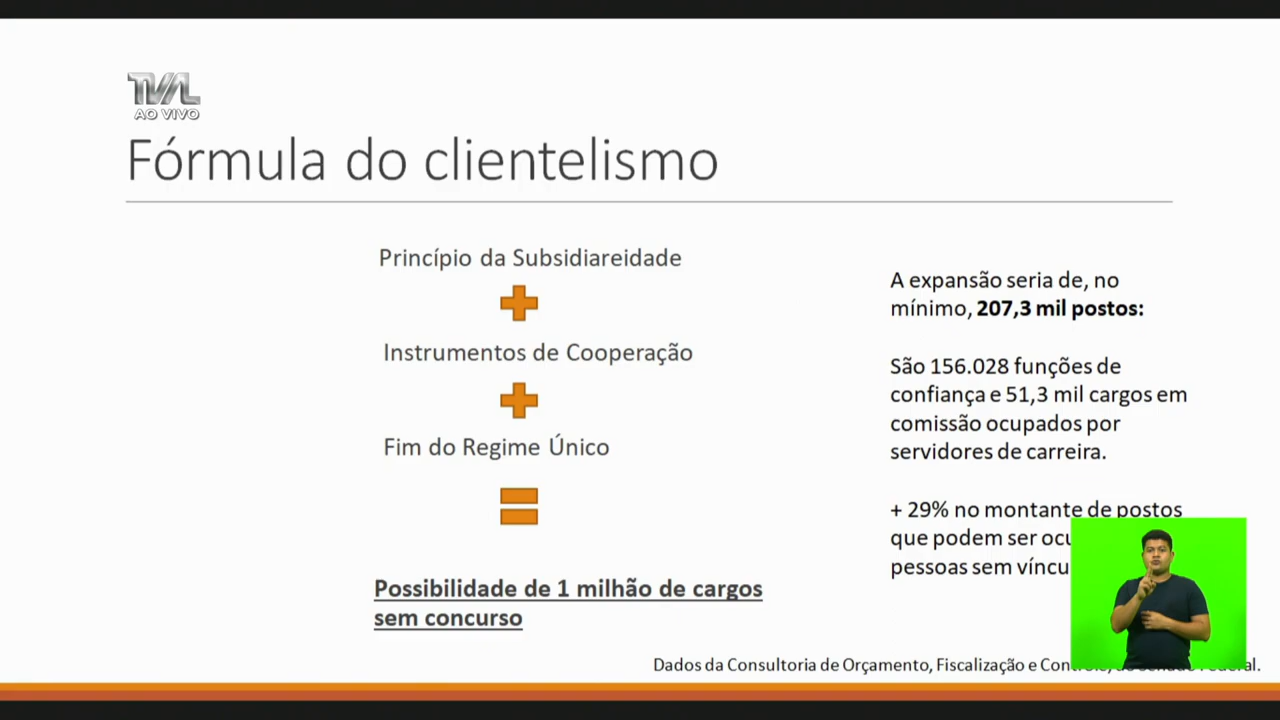 TVAL
AO VIVO
Fórmula do clientelismo
Princípio da Subsidiareidade
Instrumentos de Cooperação
Fim do Regime Único
Possibilidade de 1 milhão de cargos
sem concurso
A expansão seria de, no
mínimo, 207,3 mil postos:
São 156.028 funções de
confiança e 51,3 mil cargos em
comissão ocupados por
servidores de carreira.
+ 29% no montante de postos
que podem ser
pessoas sem
Dados da Consultoria de Orçamento, Fiscalização e Controle, do Senado Federal.